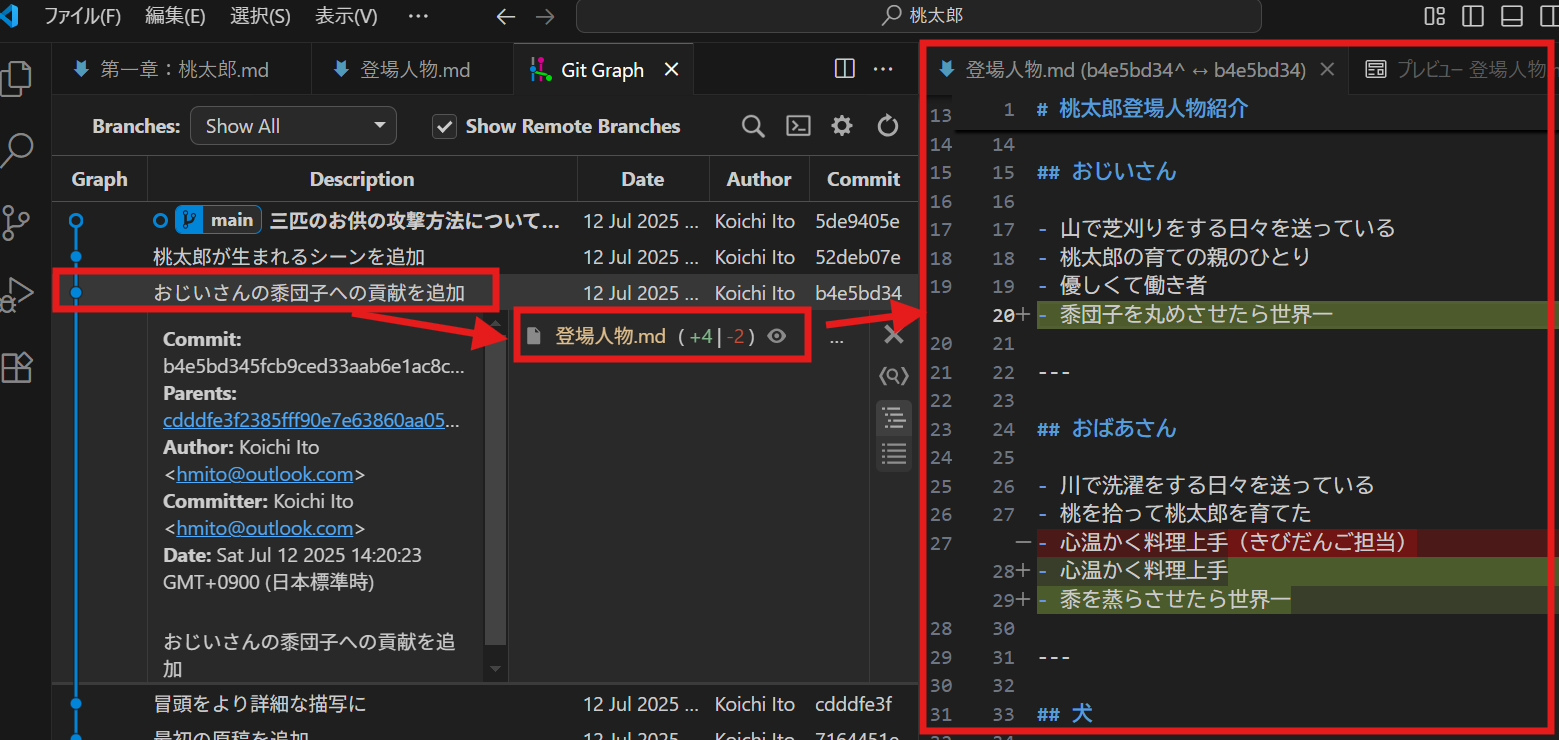 ファイル(F) 編集(E) 選択(S) 表示(V) ··· 桃太郎
第一章：桃太郎.md 登場人物.md Git Graph
Branches: Show All Show Remote Branches
Graph Description Date Author Commit
main 三匹のお供の攻撃方法について... 12 Jul 2025 ... Koichi Ito 5de9405e
桃太郎が生まれるシーンを追加 12 Jul 2025 ... Koichi Ito 52deb07e
おじいさんの黍団子への貢献を追加 12 Jul 2025 ... Koichi Ito b4e5bd34
Commit:
b4e5bd345fcb9ced33aab6e1ac8c...
Parents:
cdddfe3f2385fff90e7e63860aa05...
Author: Koichi Ito
<hmito@outlook.com>
Committer: Koichi Ito
<hmito@outlook.com>
Date: Sat Jul 12 2025 14:20:23
GMT+0900 (日本標準時)
おじいさんの黍団子への貢献を追
加
登場人物.md ( +4 | -2 ) ...
冒頭をより詳細な描写に 12 Jul 2025 ... Koichi Ito cdddfe3f
最初の原稿を追加 12 Jul 2025 ... Koichi Ito 7164451e
登場人物.md (b4e5bd34^ ↔ b4e5bd34) プレビュー 登場人物
13 1 # 桃太郎登場人物紹介
14 14
15 15 ## おじいさん
16 16
17 17 - 山で芝刈りをする日々を送っている
18 18 - 桃太郎の育ての親のひとり
19 19 - 優しくて働き者
20+ - 黍団子を丸めさせたら世界一
20 21
21 22 ---
22 23
23 24 ## おばあさん
24 25
25 26 - 川で洗濯をする日々を送っている
26 27 - 桃を拾って桃太郎を育てた
27 — - 心温かく料理上手（きびだんご担当）
28+ - 心温かく料理上手
29+ - 黍を蒸らさせたら世界一
28 30
29 31 ---
30 32
31 33 ## 犬